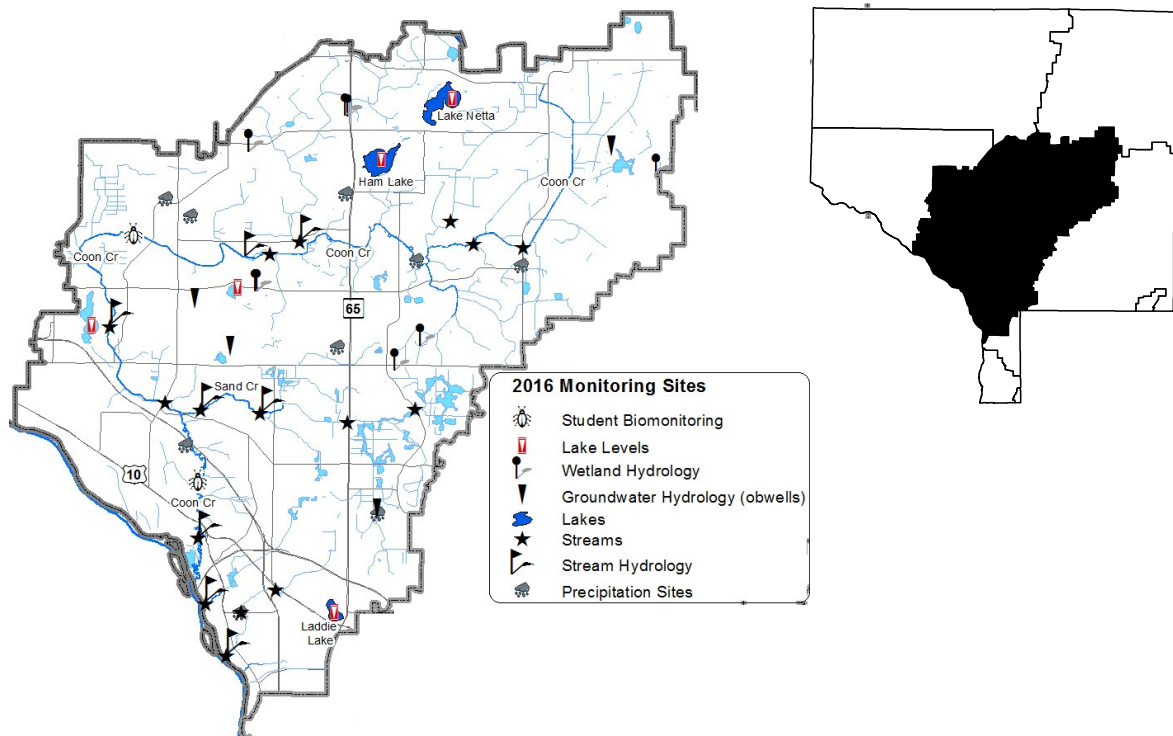 Lake Netta
Ham Lake
Coon Cr
Coon Cr
Coon Cr
65
Sand Cr
10
Coon Cr
Laddie
Lake
2016 Monitoring Sites
Student Biomonitoring
Lake Levels
Wetland Hydrology
Groundwater Hydrology (obwells)
Lakes
Streams
Stream Hydrology
Precipitation Sites